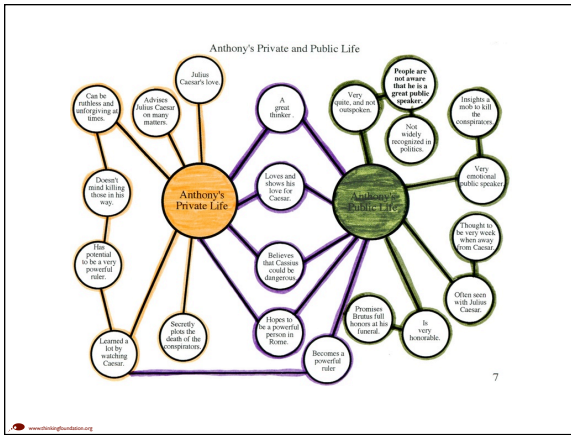 Anthony's Private and Public Life
Julius
Caesar's love.
Can be
ruthless and
unforgiving at
times.
Advises
Julius Caesar
on many
matters.
Doesn't
mind killing
those in his
way.
Has
potential
to be a very
powerful
ruler.
Learned a
lot by
watching
Caesar.
Secretly
plots the
death of the
conspirators.
Anthony's
Private Life
A
great
thinker .
Loves and
shows his
love for
Caesar.
Believes
that Cassius
could be
dangerous.
Hopes to
be a powerful
person in
Rome.
Becomes a
powerful
ruler
Anthony's
Public Life
Very
quite, and not
outspoken.
People are
not aware
that he is a
great public
speaker.
Not
widely
recognized in
politics.
Insights a
mob to kill
the
conspirators.
Very
emotional
public speaker.
Thought to
be very week
when away
from Caesar.
Often seen
with Julius
Caesar.
Is
very
honorable.
Promises
Brutus full
honors at his
funeral.
7
www.thinkingfoundation.org